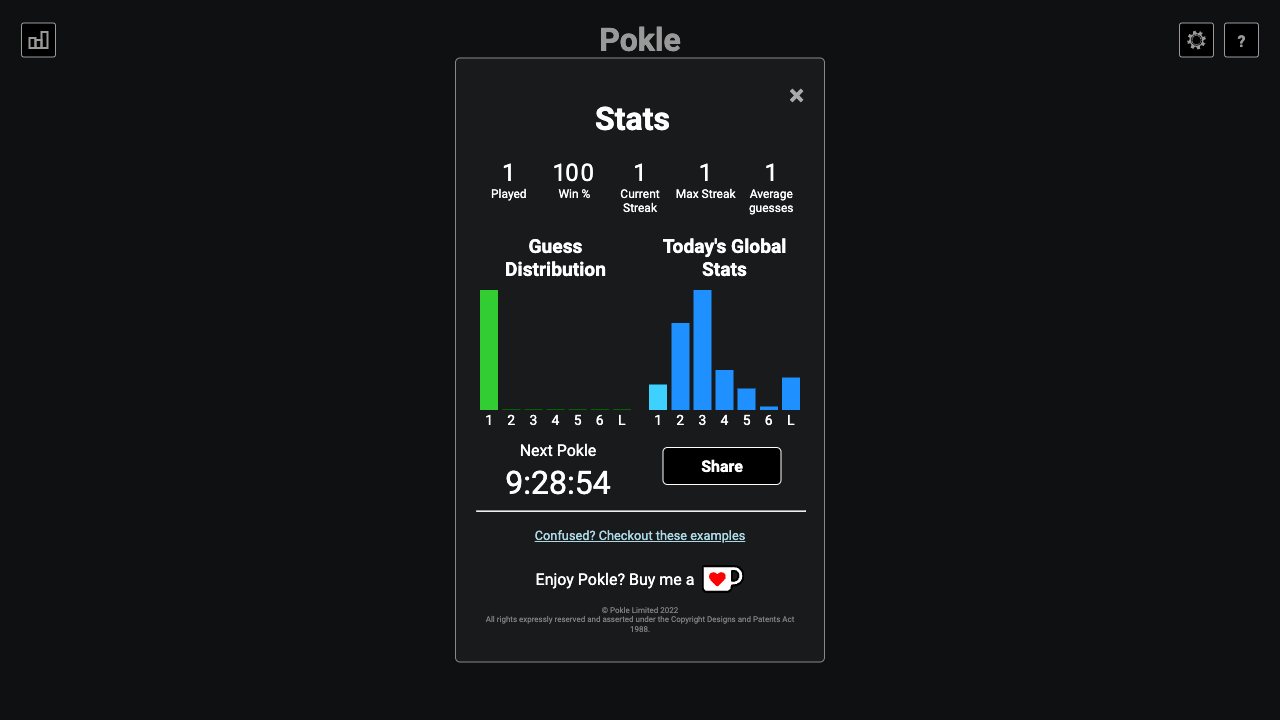 Pokle
?
Stats
1 100 1 1 1
Played Win % Current Max Streak Average
Streak guesses
Guess Today's Global
Distribution Stats
1 2 3 4 5 6 L 1 2 3 4 5 6 L
Next Pokle
9:28:54
Share
Confused? Checkout these examples
Enjoy Pokle? Buy me a
© Pokle Limited 2022
All rights expressly reserved and asserted under the Copyright Designs and Patents Act
1988.